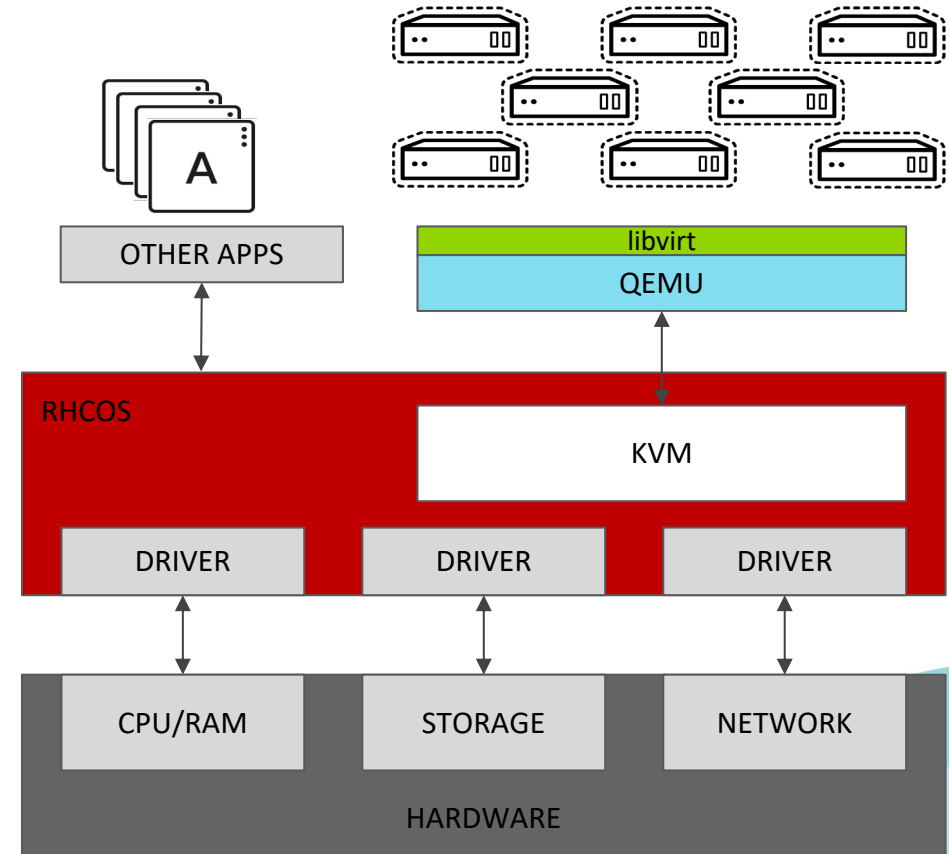 A
OTHER APPS
libvirt
QEMU
RHCOS
KVM
DRIVER
DRIVER
DRIVER
CPU/RAM
STORAGE
NETWORK
HARDWARE